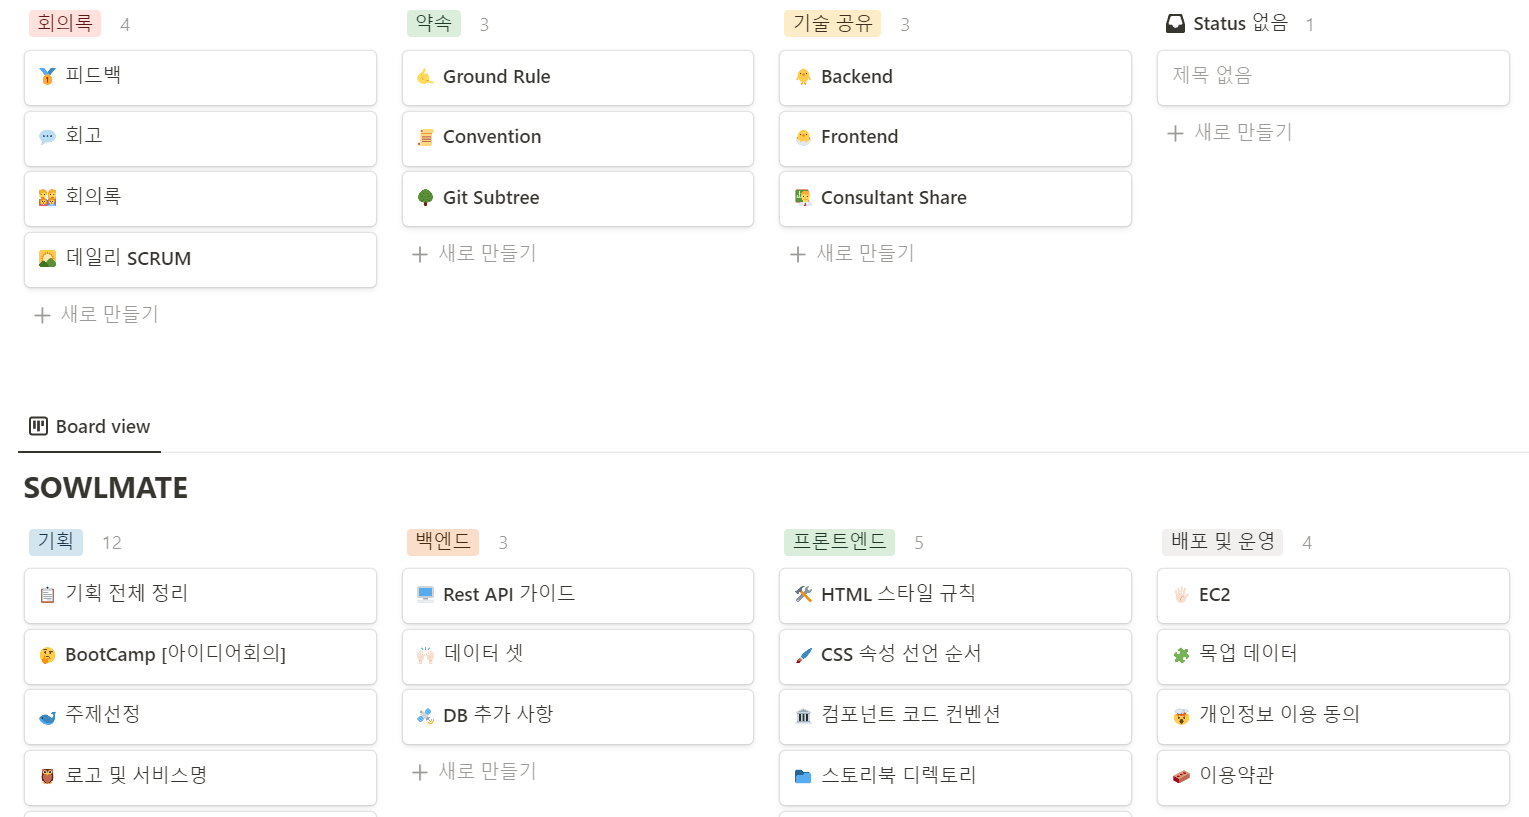 회의록 4
피드백
회고
회의록
데일리 SCRUM
새로 만들기
약속 3
Ground Rule
Convention
Git Subtree
새로 만들기
기술 공유 3
Backend
Frontend
Consultant Share
새로 만들기
Status 없음 1
제목 없음
새로 만들기
Board view
SOWLMATE
기획 12
기획 전체 정리
BootCamp [아이디어회의]
주제선정
로고 및 서비스명
백엔드 3
Rest API 가이드
데이터 셋
DB 추가 사항
새로 만들기
프론트엔드 5
HTML 스타일 규칙
CSS 속성 선언 순서
컴포넌트 코드 컨벤션
스토리북 디렉토리
배포 및 운영 4
EC2
목업 데이터
개인정보 이용 동의
이용약관